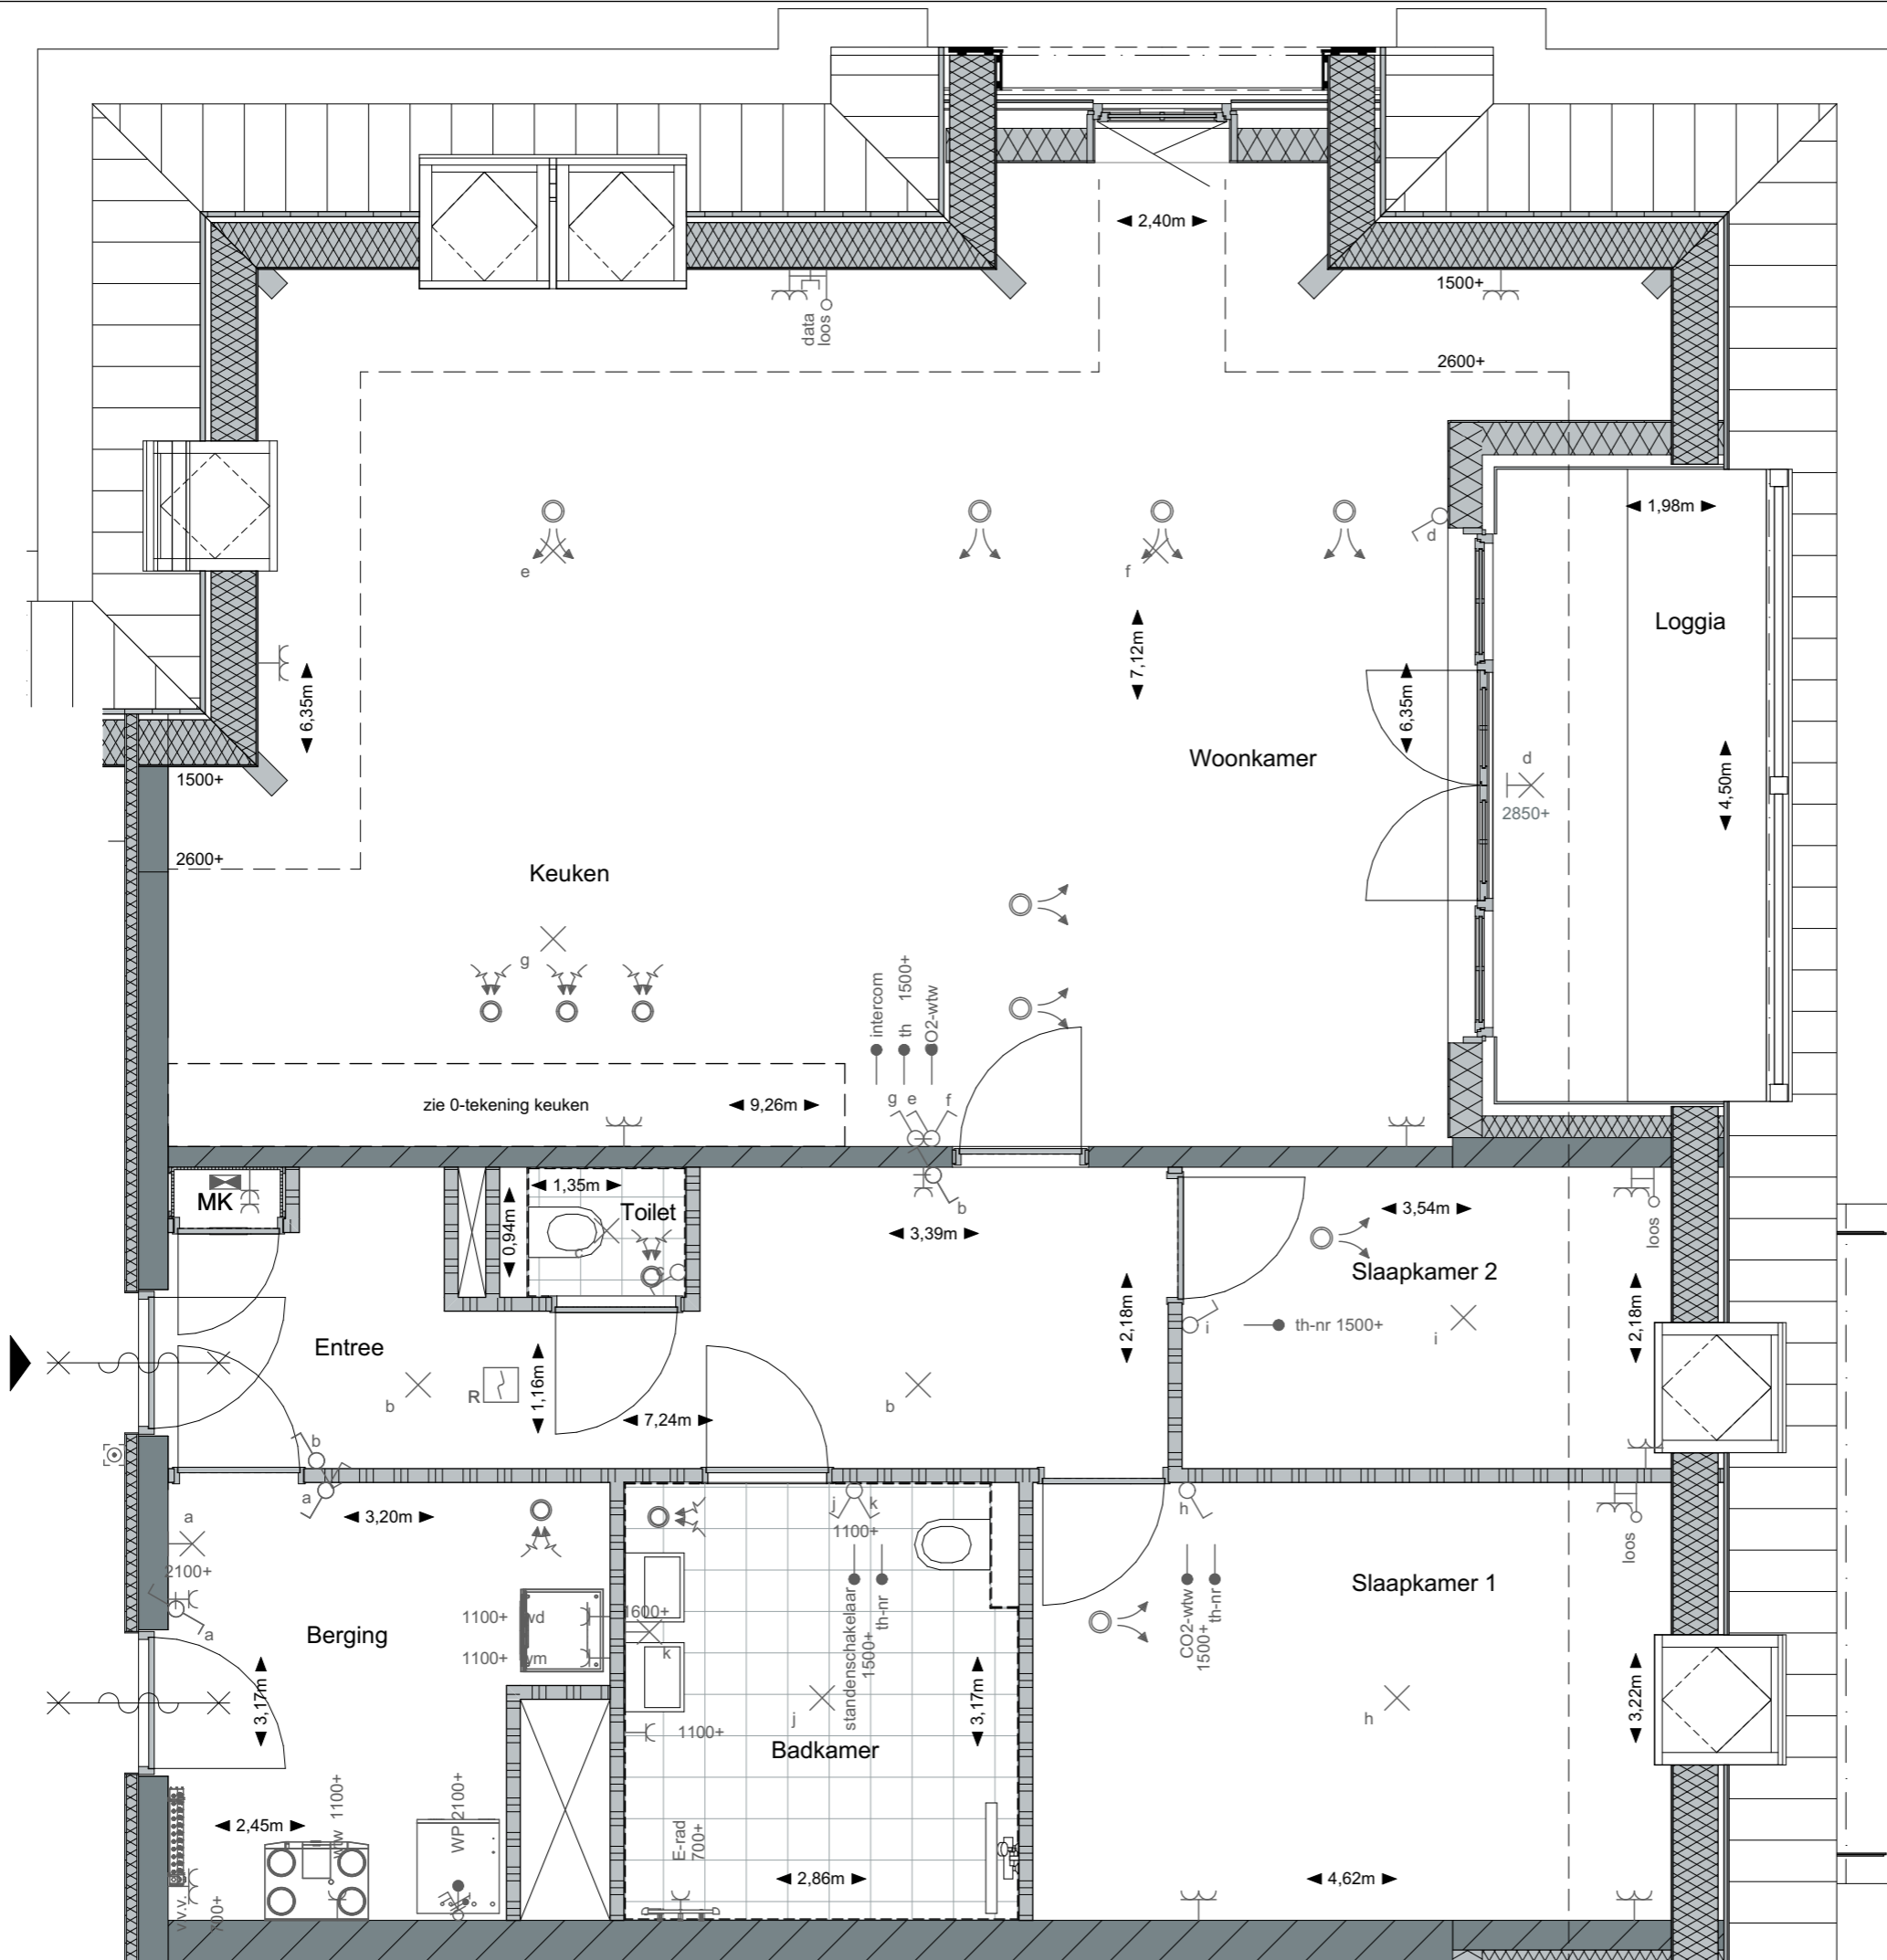 2,40m
data
loos
1500+
2600+
d
1,98m
e
f
Loggia
7,12m
6,35m
6,35m
Woonkamer
d
2850+
4,50m
1500+
2600+
Keuken
g
intercom
th 1500+
CO2-wtw
zie 0-tekening keuken
9,26m
g e f
MK
1,35m
Toilet
0,94m
c
c
b
3,39m
3,54m
loos
Slaapkamer 2
2,18m
2,18m
i
th-nr 1500+
i
Entree
b
R
1,16m
7,24m
b
b
a
3,20m
a
2100+
a
j k
1100+
h
loos
Slaapkamer 1
1100+ wd
1600+
1100+ wm
k
standenschakelaar
1500+
th-nr
CO2-wtw
1500+
th-nr
Berging
3,17m
3,17m
3,22m
j
h
1100+
Badkamer
2,45m
wtw 1100+
WP 2100+
E-rad
700+
2,86m
4,62m
v.v.v.
700+